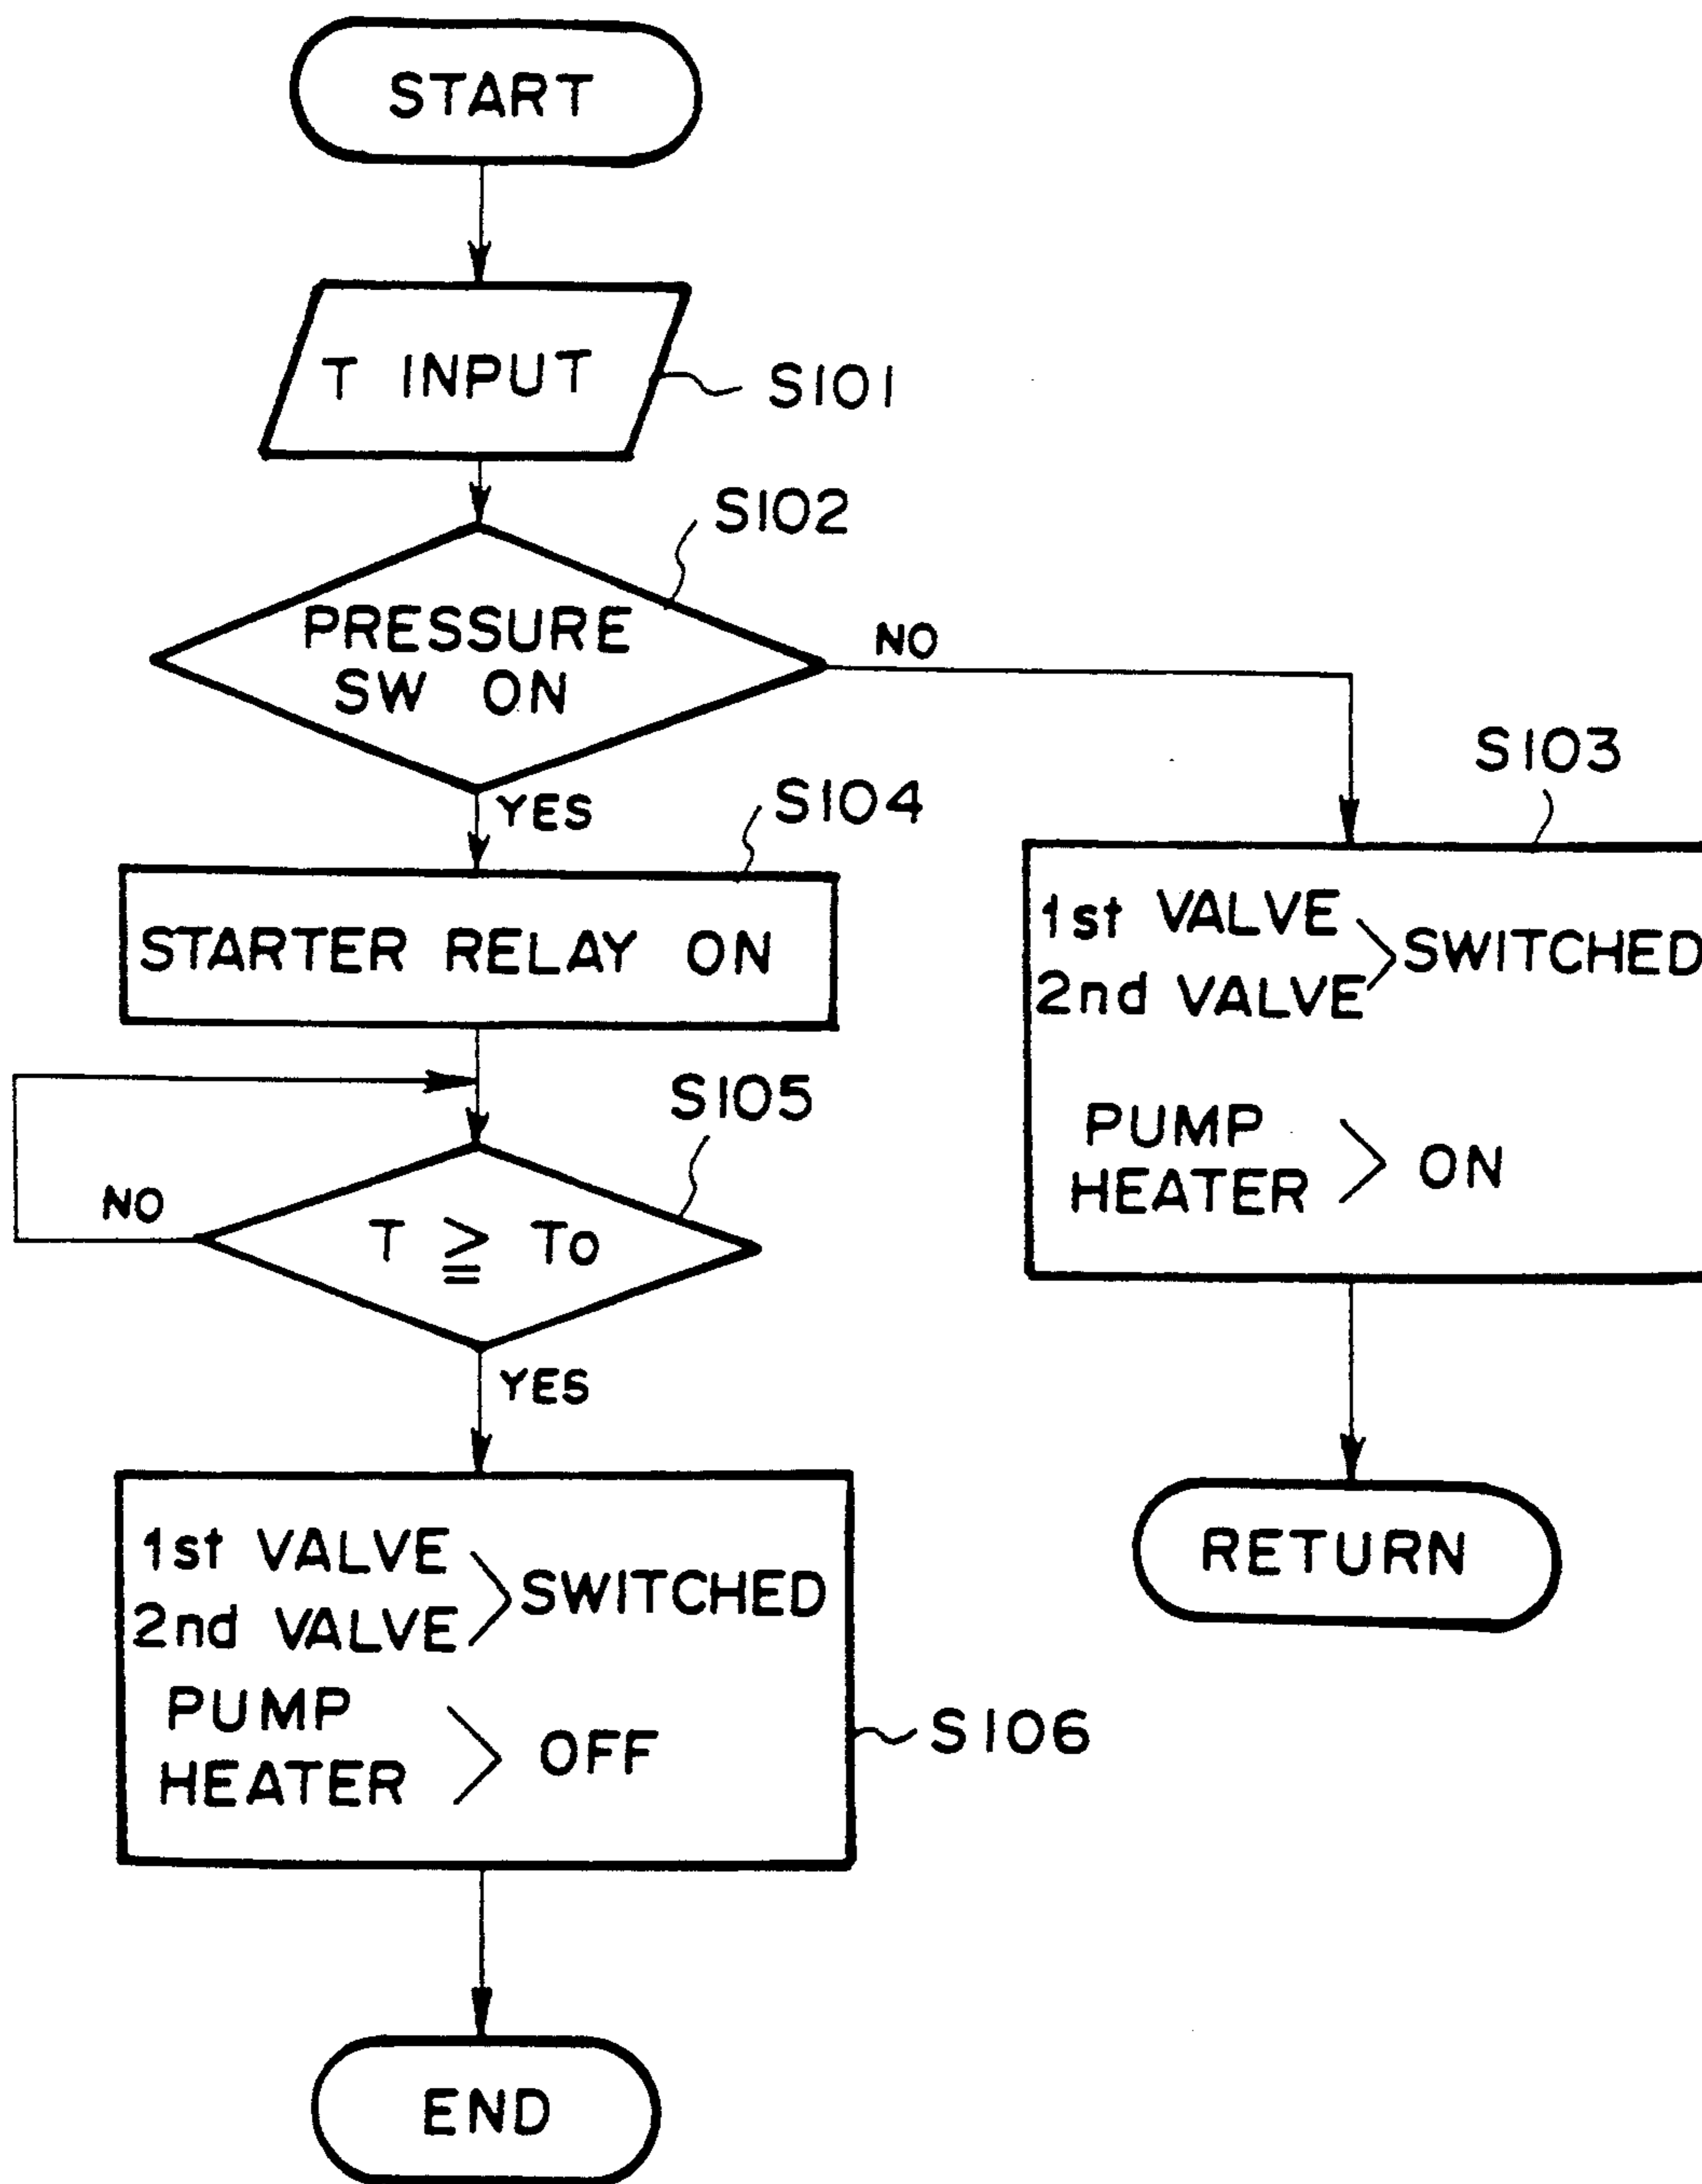 START
T INPUT
S101
S102
PRESSURE
SW ON
NO
YES
S103
1st VALVE
2nd VALVE
> SWITCHED
PUMP
HEATER
> ON
RETURN
S104
STARTER RELAY ON
S105
T ≧ To
NO
YES
1st VALVE
2nd VALVE
> SWITCHED
PUMP
HEATER
> OFF
S106
END